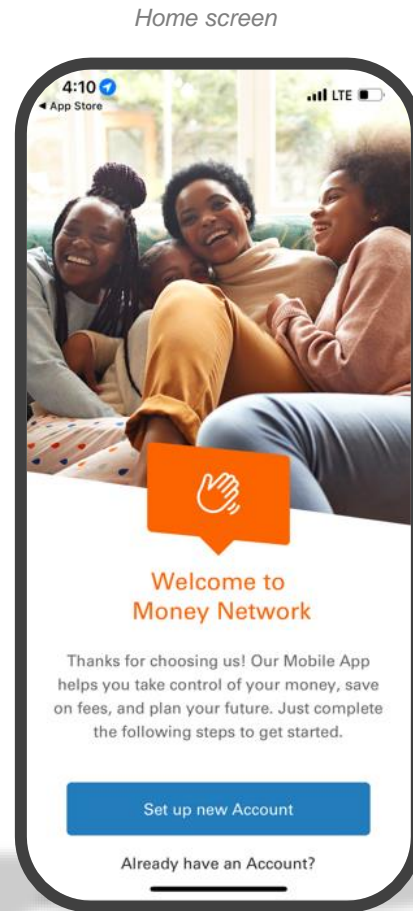 Home screen
4:10
◀ App Store
LTE
Welcome to
Money Network
Thanks for choosing us! Our Mobile App
helps you take control of your money, save
on fees, and plan your future. Just complete
the following steps to get started.
Set up new Account
Already have an Account?